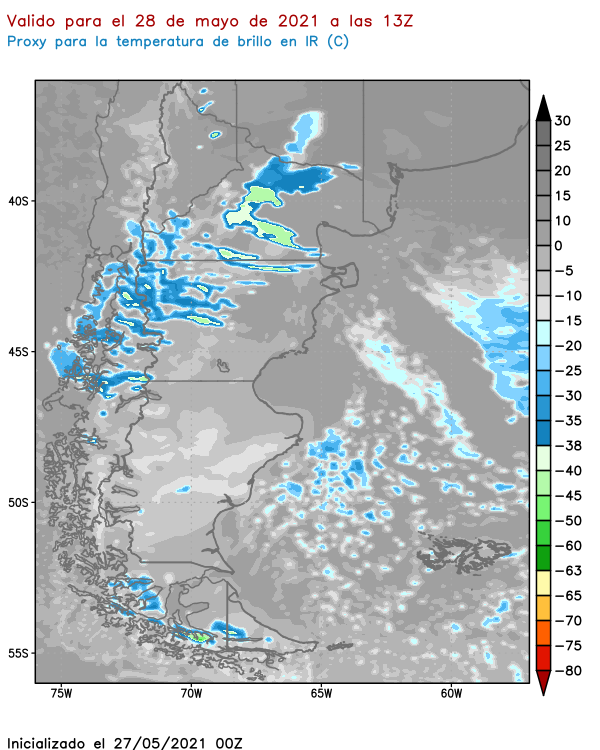 Valido para el 28 de mayo de 2021 a las 13Z
Proxy para la temperatura de brillo en IR (C)
30
25
20
15
10
0
−5
−10
−15
−20
−25
−30
−35
−38
−40
−45
−50
−60
−63
−65
−70
−75
−80
40S
45S
50S
55S
75W
70W
65W
60W
Inicializado el 27/05/2021 00Z